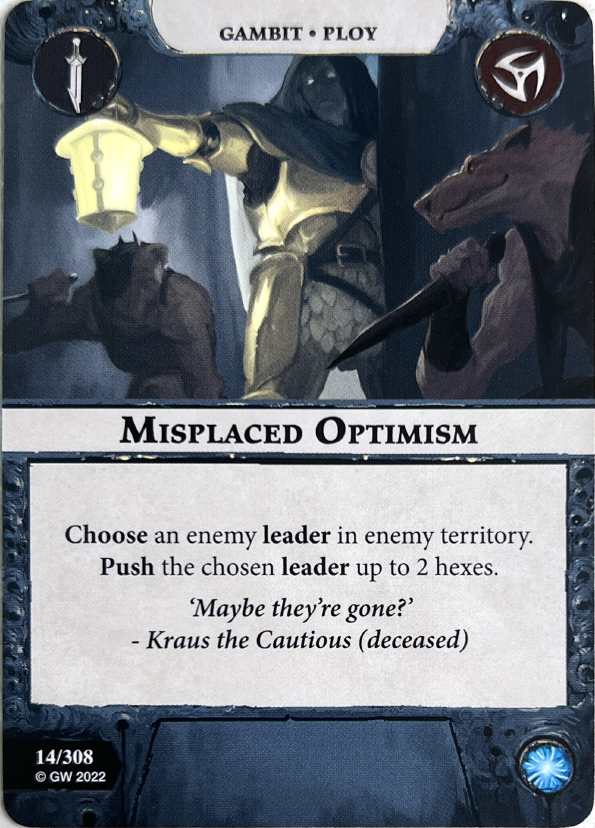 GAMBIT • PLOY
MISPLACED OPTIMISM
Choose an enemy leader in enemy territory.
Push the chosen leader up to 2 hexes.
‘Maybe they’re gone?’
- Kraus the Cautious (deceased)
14/308
© GW 2022